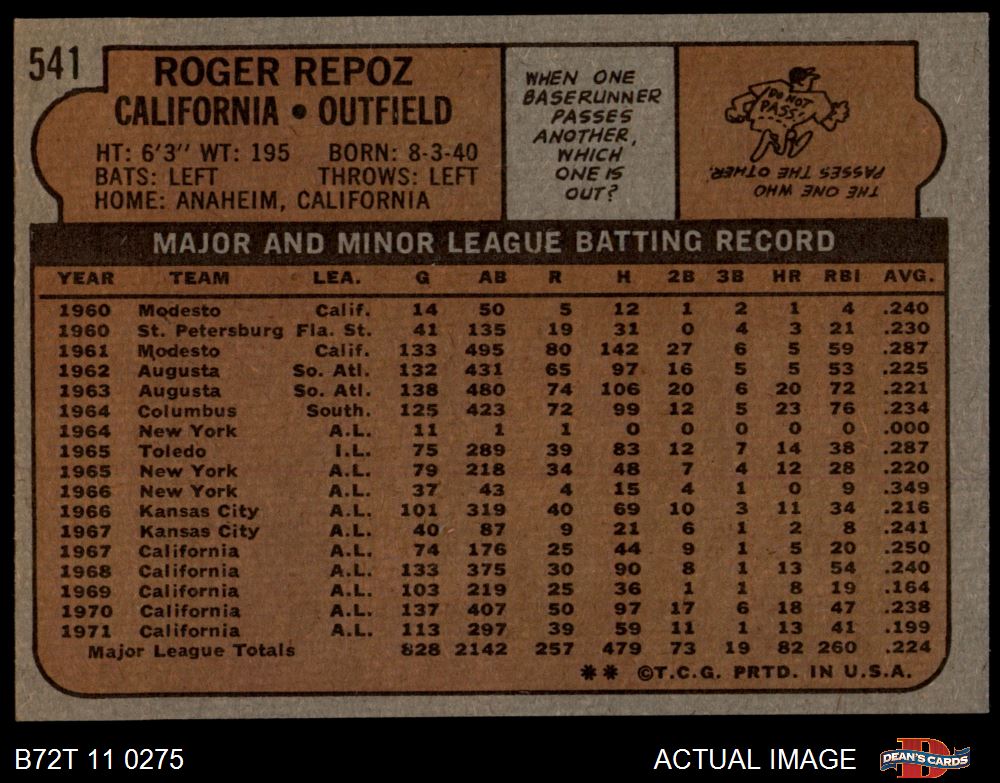 541
ROGER REPOZ
CALIFORNIA • OUTFIELD
HT: 6'3" WT: 195 BORN: 8-3-40
BATS: LEFT THROWS: LEFT
HOME: ANAHEIM, CALIFORNIA
WHEN ONE
BASERUNNER
PASSES
ANOTHER,
WHICH
ONE IS
OUT?
DO NOT
PASS
THE ONE WHO
PASSES THE OTHER.
MAJOR AND MINOR LEAGUE BATTING RECORD
YEAR TEAM LEA. G AB R H 2B 3B HR RBI AVG.
1960 Modesto Calif. 14 50 5 12 1 2 1 4 .240
1960 St. Petersburg Fla. St. 41 135 19 31 0 4 3 21 .230
1961 Modesto Calif. 133 495 80 142 27 6 5 59 .287
1962 Augusta So. Atl. 132 431 65 97 16 5 5 53 .225
1963 Augusta So. Atl. 138 480 74 106 20 6 20 72 .221
1964 Columbus South. 125 423 72 99 12 5 23 76 .234
1964 New York A.L. 11 1 1 0 0 0 0 0 .000
1965 Toledo I.L. 75 289 39 83 12 7 14 38 .287
1965 New York A.L. 79 218 34 48 7 4 12 28 .220
1966 New York A.L. 37 43 4 15 4 1 0 9 .349
1966 Kansas City A.L. 101 319 40 69 10 3 11 34 .216
1967 Kansas City A.L. 40 87 9 21 6 1 2 8 .241
1967 California A.L. 74 176 25 44 9 1 5 20 .250
1968 California A.L. 133 375 30 90 8 1 13 54 .240
1969 California A.L. 103 219 25 36 1 1 8 19 .164
1970 California A.L. 137 407 50 97 17 6 18 47 .238
1971 California A.L. 113 297 39 59 11 1 13 41 .199
Major League Totals 828 2142 257 479 73 19 82 260 .224
** ©T.C.G. PRTD. IN U.S.A.
B72T 11 0275
ACTUAL IMAGE
D
DEAN'S CARDS